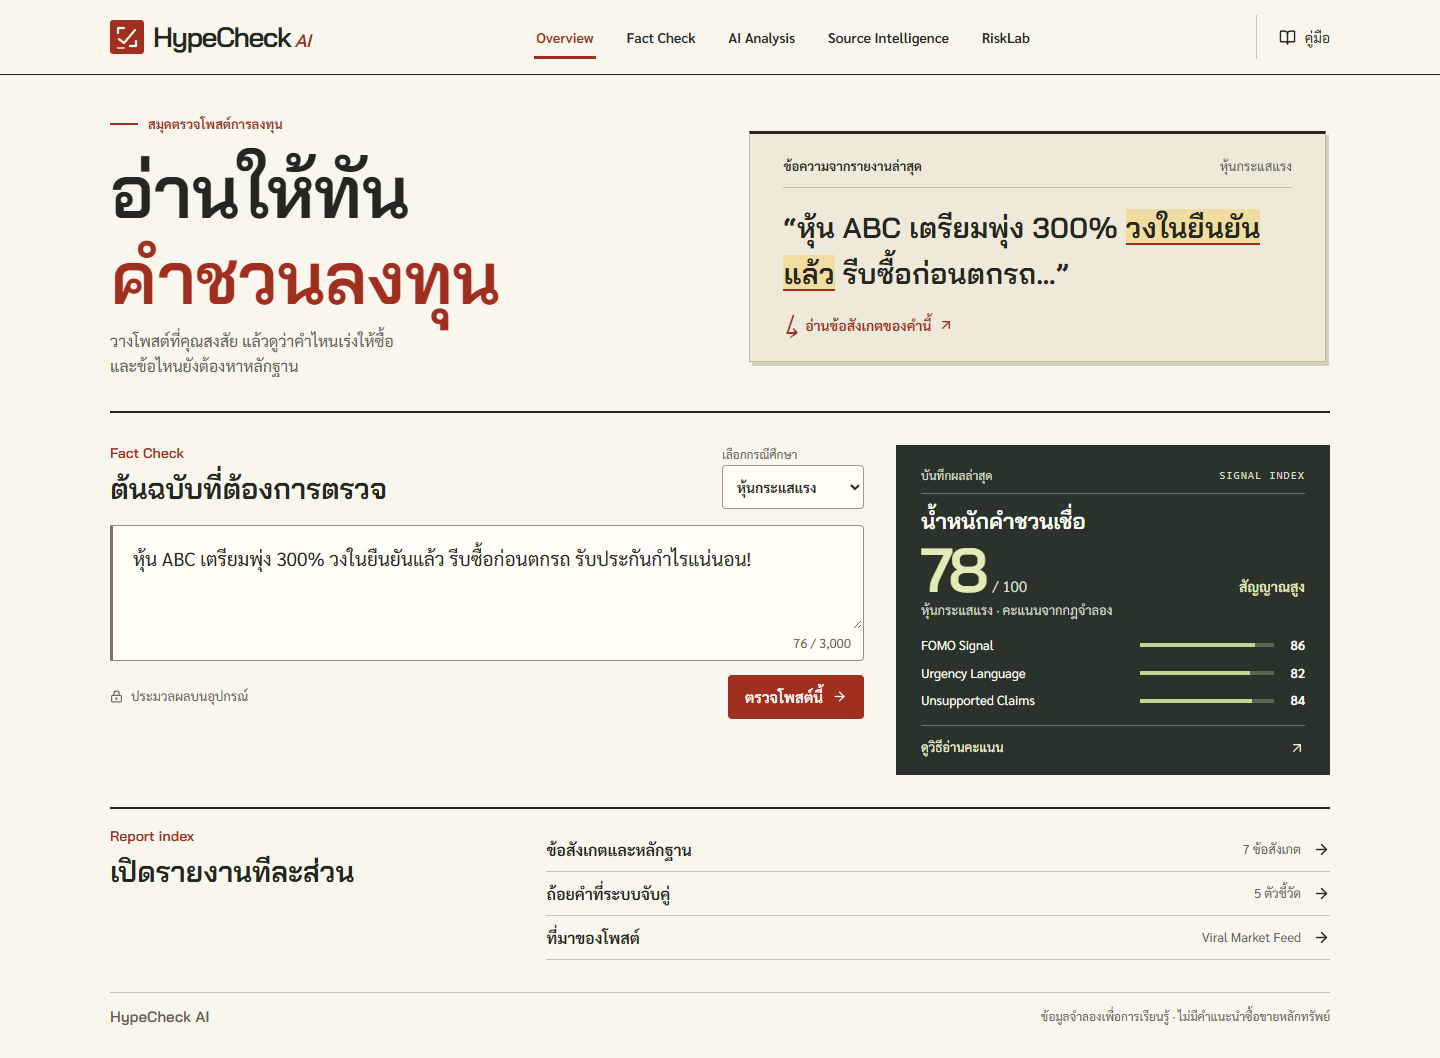 HypeCheck AI
Overview
Fact Check
AI Analysis
Source Intelligence
RiskLab
คู่มือ
สมุดตรวจโพสต์การลงทุน
อ่านให้ทัน
คำชวนลงทุน
วางโพสต์ที่คุณสงสัย แล้วดูว่าคำไหนเร่งให้ซื้อ
และข้อไหนยังต้องหาหลักฐาน
ข้อความจากรายงานล่าสุด
หุ้นกระแสแรง
“หุ้น ABC เตรียมพุ่ง 300% วงในยืนยัน
แล้ว รีบซื้อก่อนตกรถ…”
อ่านข้อสังเกตของคำนี้
Fact Check
ต้นฉบับที่ต้องการตรวจ
เลือกกรณีศึกษา
หุ้นกระแสแรง
หุ้น ABC เตรียมพุ่ง 300% วงในยืนยันแล้ว รีบซื้อก่อนตกรถ รับประกันกำไรแน่นอน!
76 / 3,000
ประมวลผลบนอุปกรณ์
ตรวจโพสต์นี้
บันทึกผลล่าสุด
SIGNAL INDEX
น้ำหนักคำชวนเชื่อ
78 / 100
สัญญาณสูง
หุ้นกระแสแรง · คะแนนจากกฎจำลอง
FOMO Signal 86
Urgency Language 82
Unsupported Claims 84
ดูวิธีอ่านคะแนน
Report index
เปิดรายงานทีละส่วน
ข้อสังเกตและหลักฐาน
7 ข้อสังเกต
ถ้อยคำที่ระบบจับคู่
5 ตัวชี้วัด
ที่มาของโพสต์
Viral Market Feed
HypeCheck AI
ข้อมูลจำลองเพื่อการเรียนรู้ · ไม่มีคำแนะนำซื้อขายหลักทรัพย์